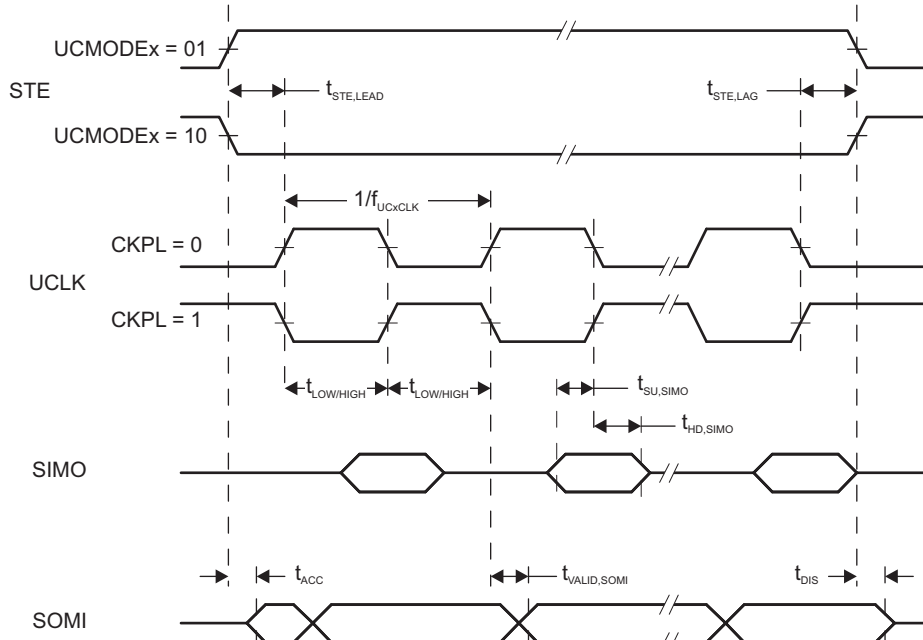 UCMODEx = 01
STE
tSTE,LEAD
tSTE,LAG
UCMODEx = 10
1/fUCxCLK
CKPL = 0
UCLK
CKPL = 1
tLOW/HIGH
tLOW/HIGH
tSU,SIMO
tHD,SIMO
SIMO
tACC
tVALID,SOMI
tDIS
SOMI